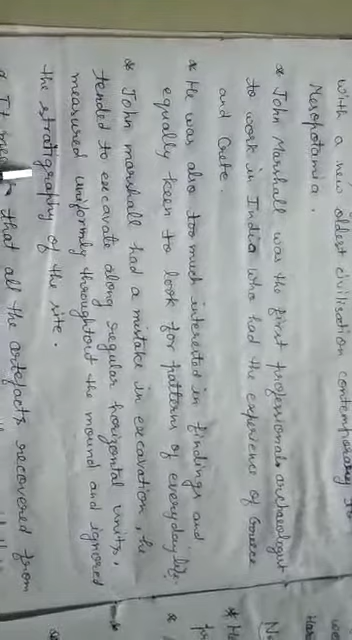 with a new oldest civilisation contemporary to
Mesopotamia.
* John Marshall was the first professional archaeologist
to work in India who had the experience of Greece
and Crete.
* He was also too much interested in findings and
equally keen to look for patterns of everyday life.
* John marshall had a mistake in excavation, he
tended to excavate along regular horizontal units,
measured uniformly throughtout the mound and ignored
the stratigraphy of the site.
that all the artefacts recovered from